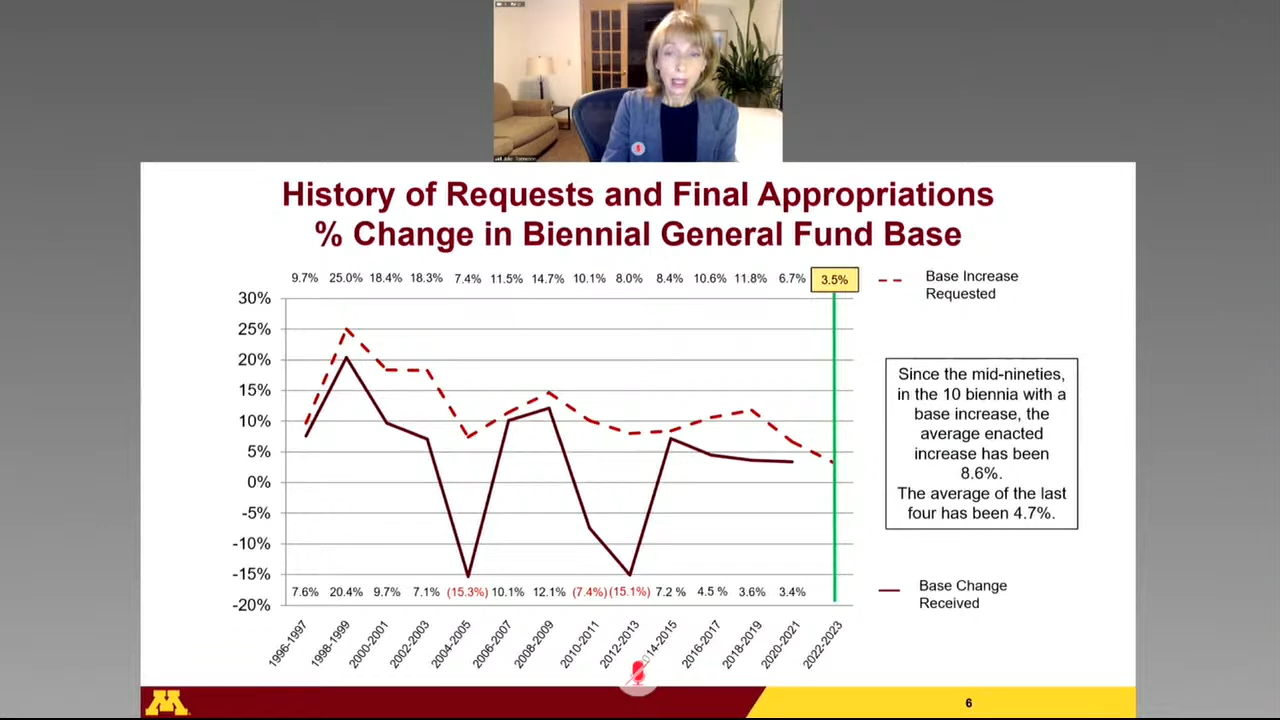 History of Requests and Final Appropriations
% Change in Biennial General Fund Base
9.7% 25.0% 18.4% 18.3% 7.4% 11.5% 14.7% 10.1% 8.0% 8.4% 10.6% 11.8% 6.7% 3.5%
Base Increase
Requested
30%
25%
20%
15%
10%
5%
0%
-5%
-10%
-15%
-20%
Since the mid-nineties,
in the 10 biennia with a
base increase, the
average enacted
increase has been
8.6%.
The average of the last
four has been 4.7%.
7.6% 20.4% 9.7% 7.1% (15.3%) 10.1% 12.1% (7.4%) (15.1%) 7.2 % 4.5 % 3.6% 3.4%
Base Change
Received
1996-1997
1998-1999
2000-2001
2002-2003
2004-2005
2006-2007
2008-2009
2010-2011
2012-2013
2014-2015
2016-2017
2018-2019
2020-2021
2022-2023
M
6